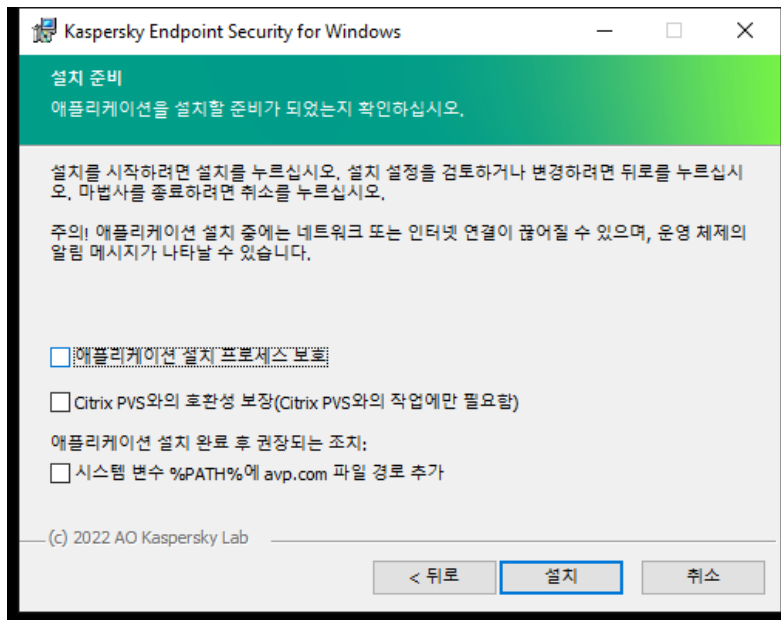 Kaspersky Endpoint Security for Windows
설치 준비
애플리케이션을 설치할 준비가 되었는지 확인하십시오.
설치를 시작하려면 설치를 누르십시오. 설치 설정을 검토하거나 변경하려면 뒤로를 누르십시
오. 마법사를 종료하려면 취소를 누르십시오.
주의! 애플리케이션 설치 중에는 네트워크 또는 인터넷 연결이 끊어질 수 있으며, 운영 체제의
알림 메시지가 나타날 수 있습니다.
애플리케이션 설치 프로세스 보호
Citrix PVS와의 호환성 보장(Citrix PVS와의 작업에만 필요함)
애플리케이션 설치 완료 후 권장되는 조치:
시스템 변수 %PATH%에 avp.com 파일 경로 추가
(c) 2022 AO Kaspersky Lab
< 뒤로
설치
취소